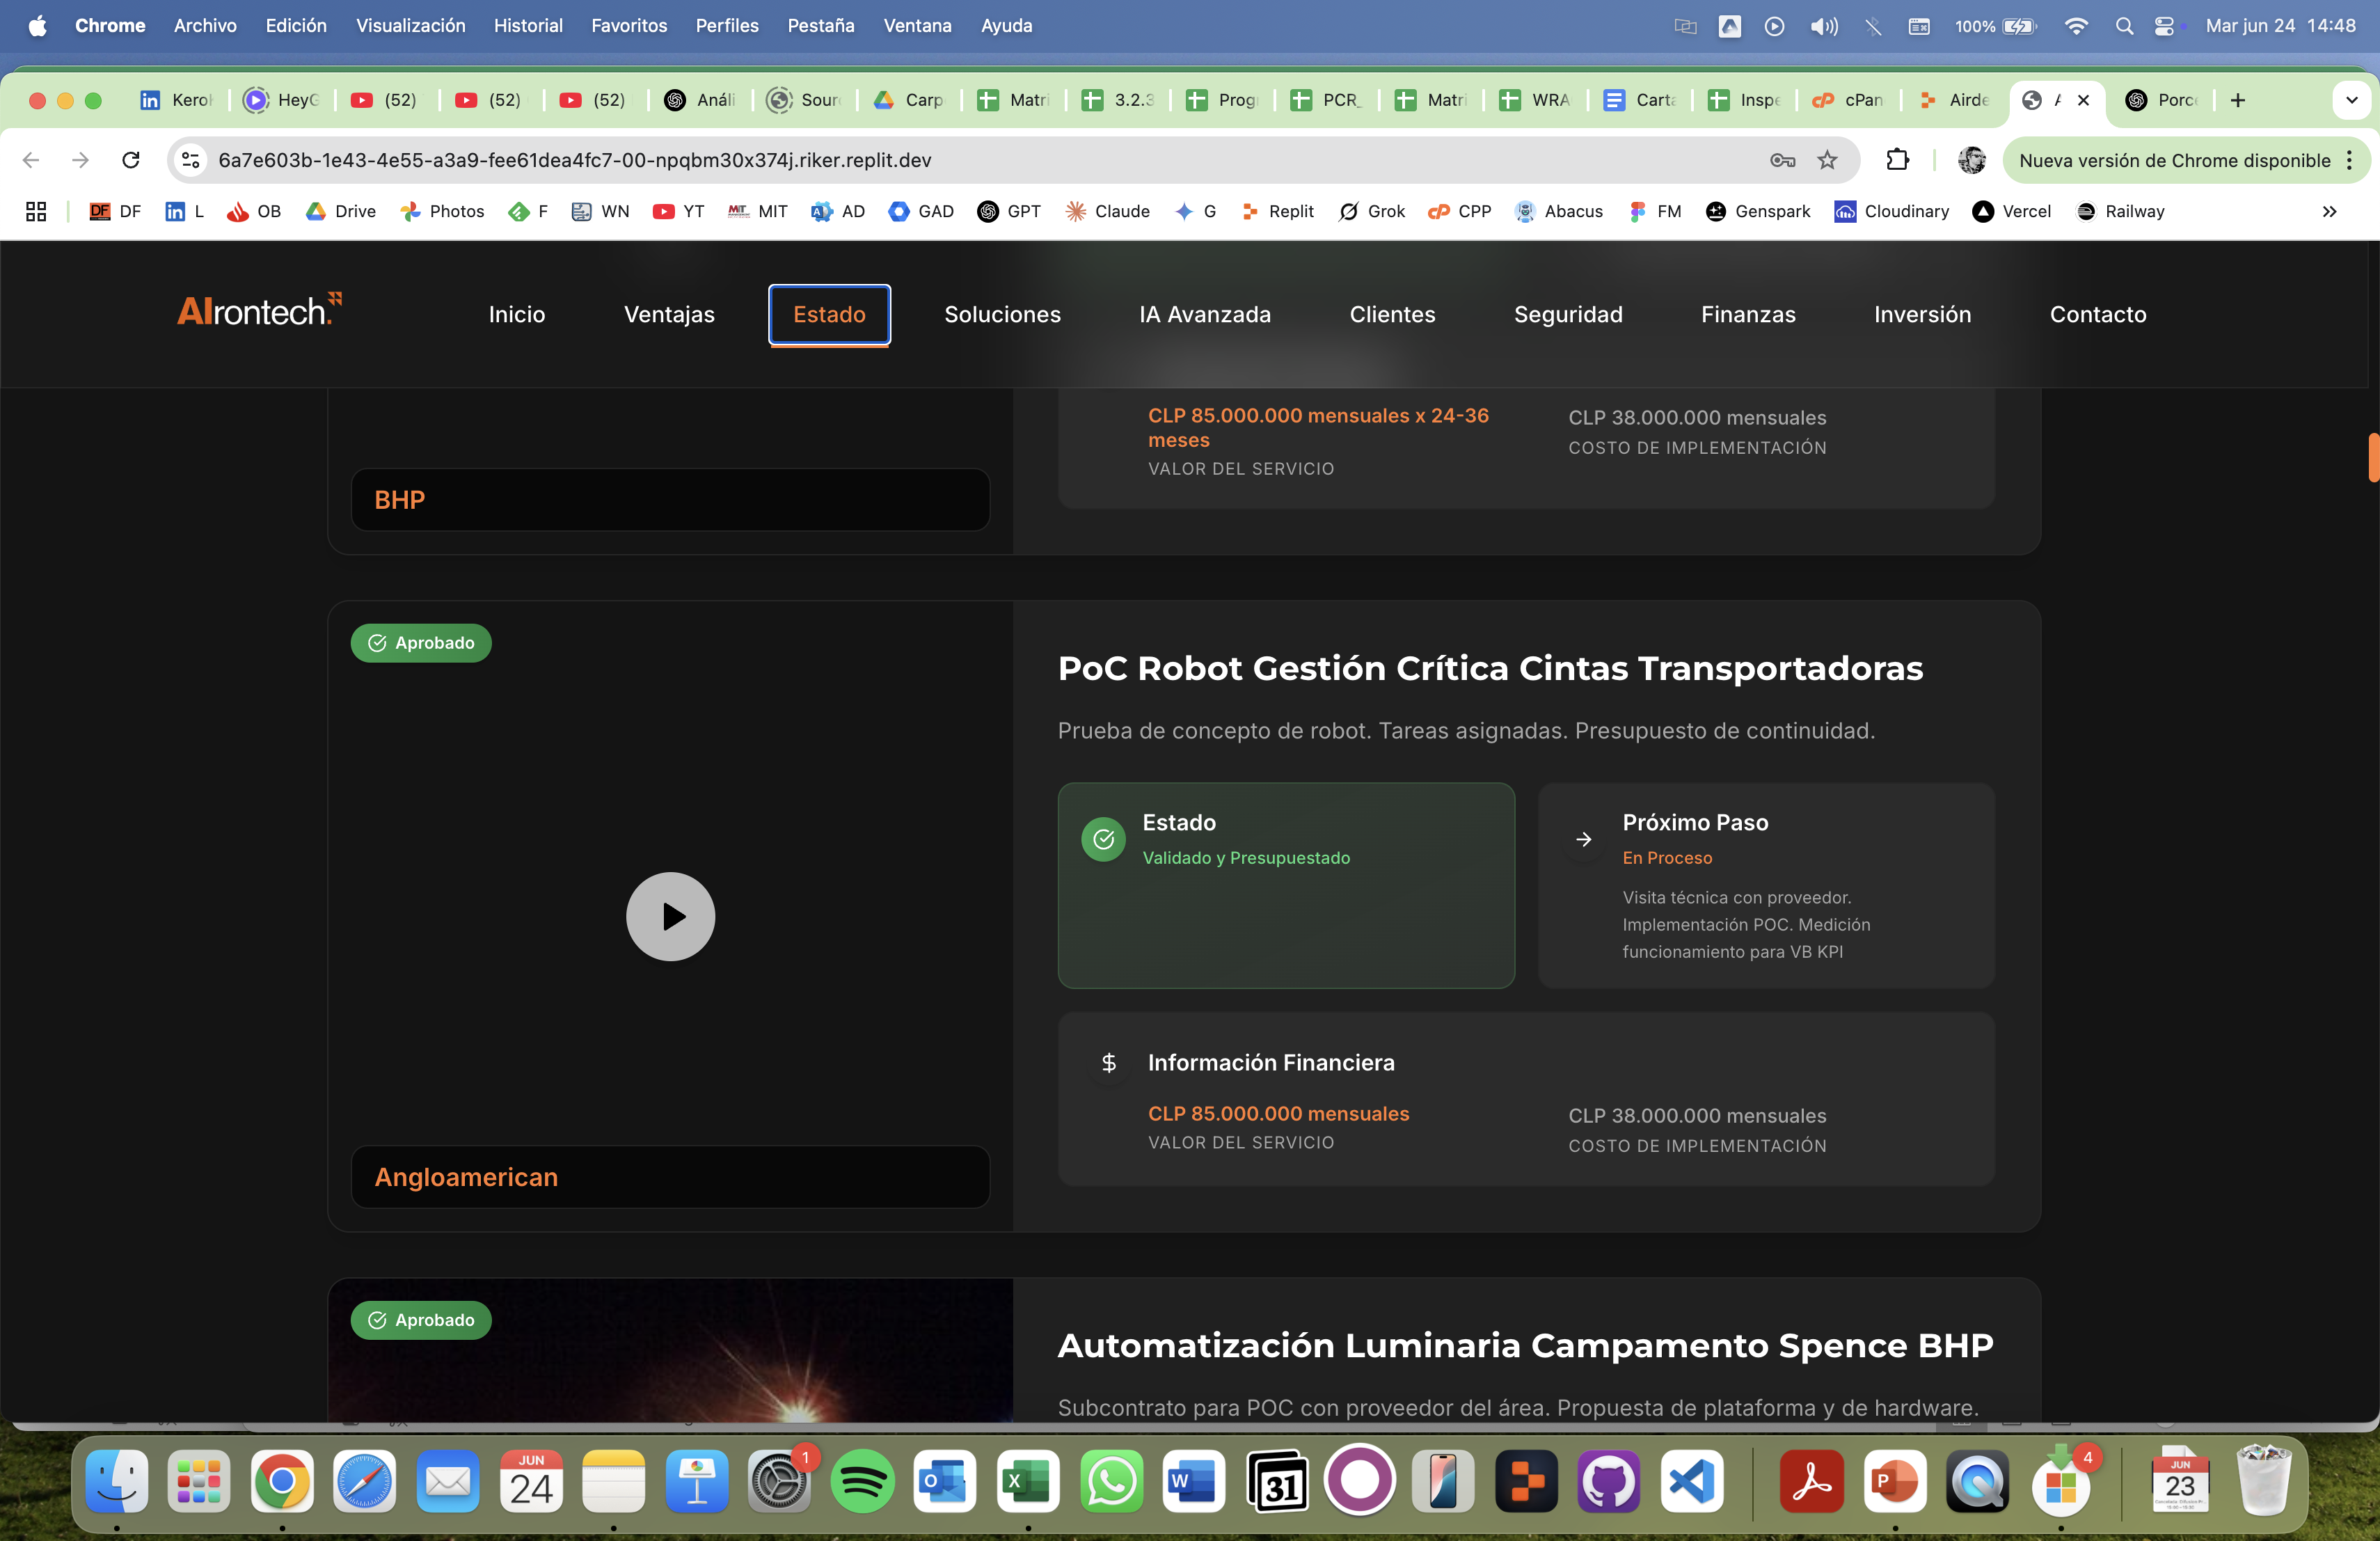 Chrome Archivo Edición Visualización Historial Favoritos Perfiles Pestaña Ventana Ayuda
100% Mar jun 24 14:48
Kerol HeyG (52) (52) (52) Análi Sour Carp Matri 3.2.3 Prog PCR_ Matri WRA Carta Inspe cPan Airde Porce
6a7e603b-1e43-4e55-a3a9-fee61dea4fc7-00-npqbm30x374j.riker.replit.dev
Nueva versión de Chrome disponible
DF DF L OB Drive Photos F WN YT MIT AD GAD GPT Claude G Replit Grok CPP Abacus FM Genspark Cloudinary Vercel Railway
AIrontech.
Inicio Ventajas Estado Soluciones IA Avanzada Clientes Seguridad Finanzas Inversión Contacto
CLP 85.000.000 mensuales x 24-36
meses
VALOR DEL SERVICIO
CLP 38.000.000 mensuales
COSTO DE IMPLEMENTACIÓN
BHP
Aprobado
PoC Robot Gestión Crítica Cintas Transportadoras
Prueba de concepto de robot. Tareas asignadas. Presupuesto de continuidad.
Estado
Validado y Presupuestado
Próximo Paso
En Proceso
Visita técnica con proveedor.
Implementación POC. Medición
funcionamiento para VB KPI
$ Información Financiera
CLP 85.000.000 mensuales
VALOR DEL SERVICIO
CLP 38.000.000 mensuales
COSTO DE IMPLEMENTACIÓN
Angloamerican
Aprobado
Automatización Luminaria Campamento Spence BHP
Subcontrato para POC con proveedor del área. Propuesta de plataforma y de hardware.
JUN
24
1
31
4
JUN
23